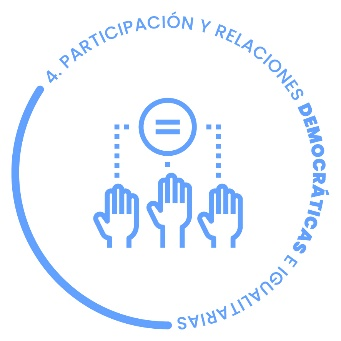 4. PARTICIPACIÓN Y RELACIONES DEMOCRÁTICAS E IGUALITARIAS